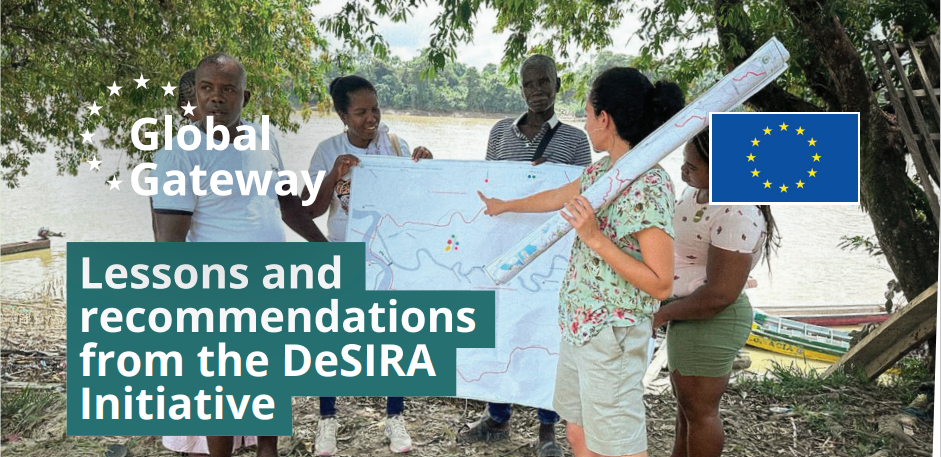 Global
Gateway
Lessons and
recommendations
from the DeSIRA
Initiative